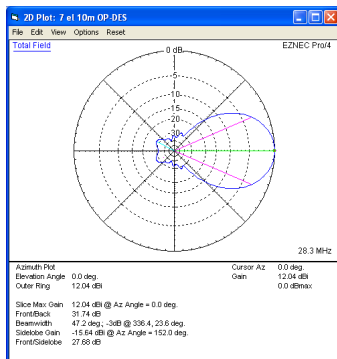 2D Plot: 7 el 10m OP-DES
File Edit View Options Reset
Total Field
0 dB
EZNEC Pro/4
-5
-10
-15
-20
-30
28.3 MHz
Azimuth Plot
Elevation Angle 0.0 deg.
Outer Ring 12.04 dBi
Cursor Az 0.0 deg.
Gain 12.04 dBi
0.0 dBmax
Slice Max Gain 12.04 dBi @ Az Angle = 0.0 deg.
Front/Back 31.74 dB
Beamwidth 47.2 deg.; -3dB @ 336.4, 23.6 deg.
Sidelobe Gain -15.64 dBi @ Az Angle = 152.0 deg.
Front/Sidelobe 27.68 dB